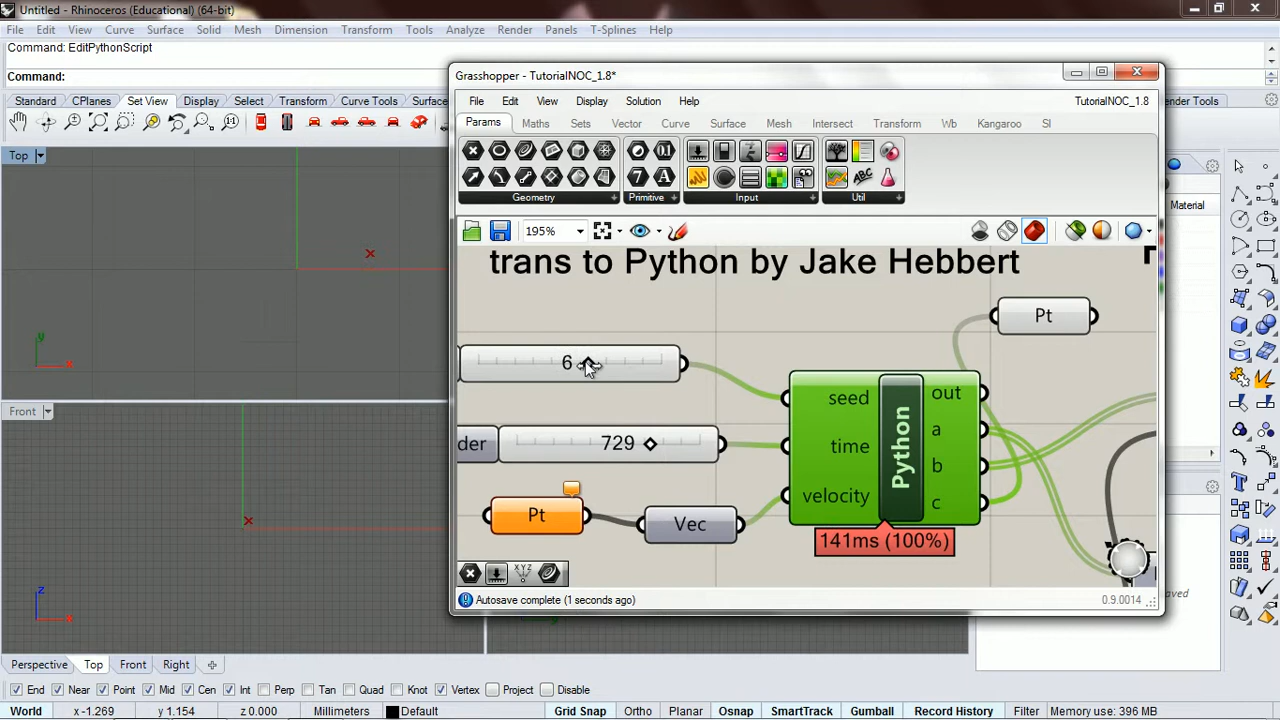 Untitled - Rhinoceros (Educational) (64-bit)
File Edit View Curve Surface Solid Mesh Dimension Transform Tools Analyze Render Panels T-Splines Help
Command: EditPythonScript
Command:
Standard CPlanes Set View Display Select Transform Curve Tools Surface
nder Tools
Top
Material
Front
Perspective Top Front Right
End Near Point Mid Cen Int Perp Tan Quad Knot Vertex Project Disable
World x -1.269 y 1.154 z 0.000 Millimeters Default Grid Snap Ortho Planar Osnap SmartTrack Gumball Record History Filter Memory use: 396 MB
y
x
z
x
Grasshopper - TutorialNOC_1.8*
File Edit View Display Solution Help
TutorialNOC_1.8
Params Maths Sets Vector Curve Surface Mesh Intersect Transform Wb Kangaroo SI
Geometry Primitive Input Util
195%
trans to Python by Jake Hebbert
Pt
6
seed
out
der
729
time
a
Python
b
velocity
c
Pt
Vec
141ms (100%)
XYZ
Autosave complete (1 seconds ago)
0.9.0014